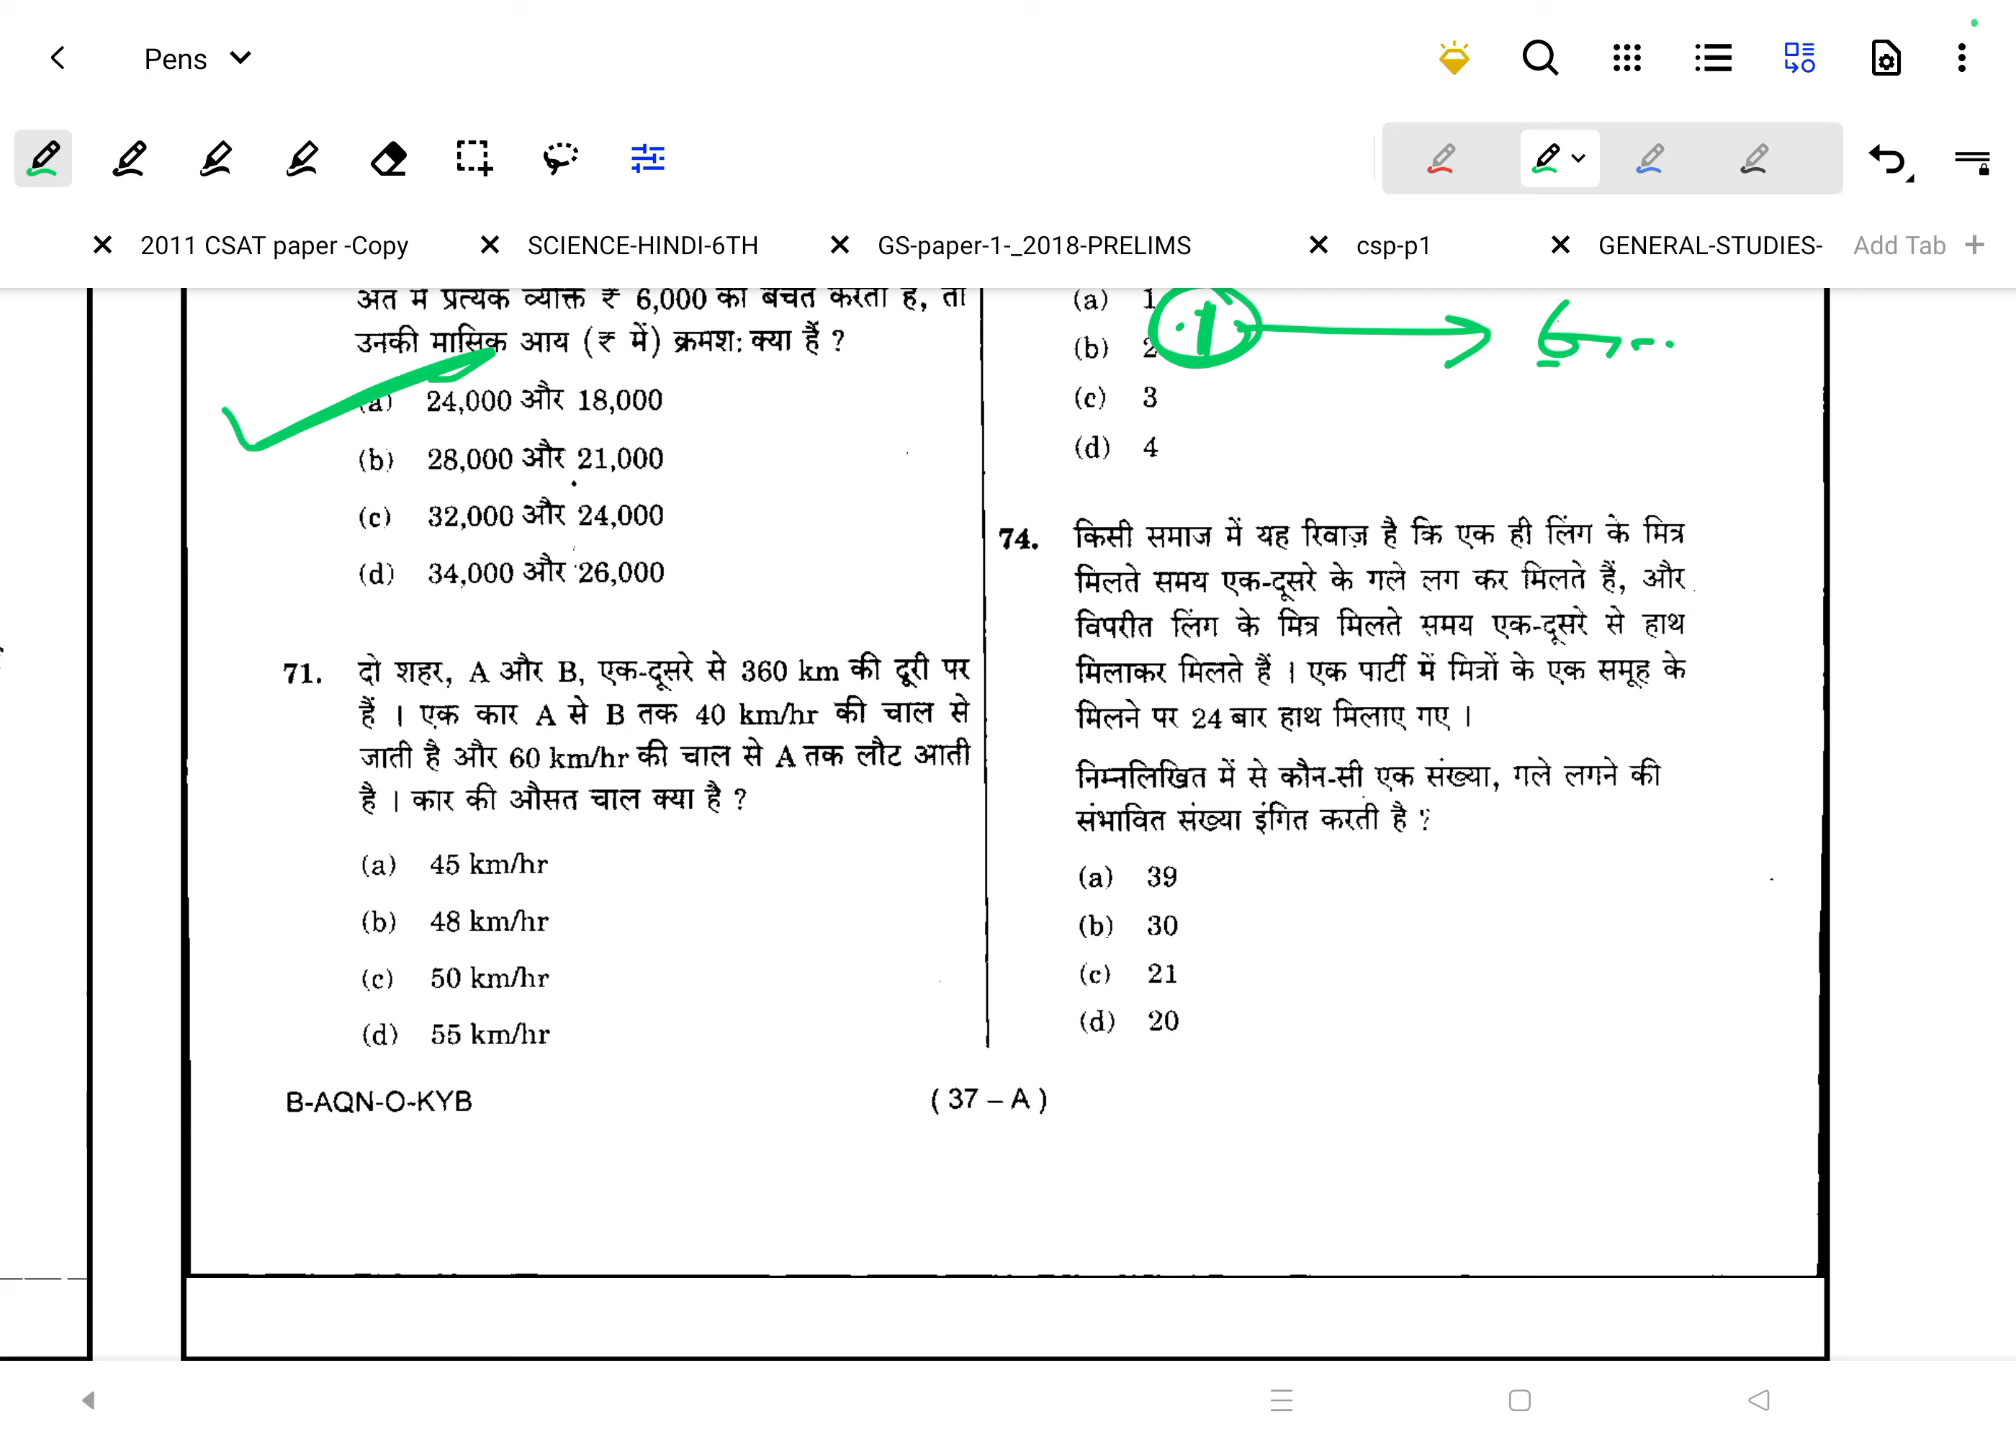 Pens
2011 CSAT paper -Copy
SCIENCE-HINDI-6TH
GS-paper-1-_2018-PRELIMS
csp-p1
GENERAL-STUDIES-
Add Tab +
अंत में प्रत्येक व्यक्ति ₹ 6,000 की बचत करता है, तो
उनकी मासिक आय (₹ में) क्रमश: क्या हैं ?
(a) 24,000 और 18,000
(b) 28,000 और 21,000
(c) 32,000 और 24,000
(d) 34,000 और 26,000
71. दो शहर, A और B, एक-दूसरे से 360 km की दूरी पर
हैं । एक कार A से B तक 40 km/hr की चाल से
जाती है और 60 km/hr की चाल से A तक लौट आती
है । कार की औसत चाल क्या है ?
(a) 45 km/hr
(b) 48 km/hr
(c) 50 km/hr
(d) 55 km/hr
B-AQN-O-KYB
(a) 1
(b) 2
1
(c) 3
(d) 4
74. किसी समाज में यह रिवाज़ है कि एक ही लिंग के मित्र
मिलते समय एक-दूसरे के गले लग कर मिलते हैं, और
विपरीत लिंग के मित्र मिलते समय एक-दूसरे से हाथ
मिलाकर मिलते हैं । एक पार्टी में मित्रों के एक समूह के
मिलने पर 24 बार हाथ मिलाए गए ।
निम्नलिखित में से कौन-सी एक संख्या, गले लगने की
संभावित संख्या इंगित करती है ?
(a) 39
(b) 30
(c) 21
(d) 20
( 37 – A )